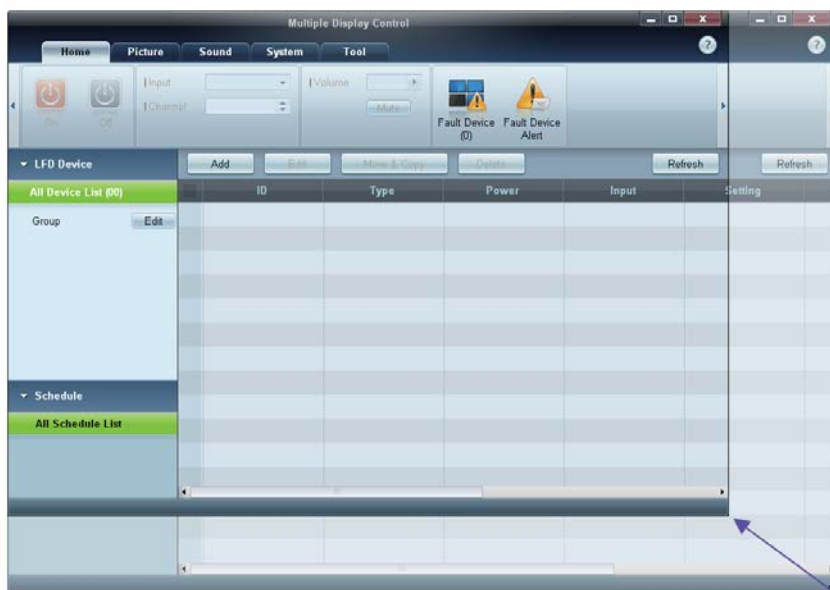 Multiple Display Control
Home Picture Sound System Tool
On Off
Input
Channel
Volume
Mute
Fault Device (0)
Fault Device Alert
LFD Device
Add Edit Move & Copy Delete Refresh Refresh
All Device List (00)
ID Type Power Input Setting
Group Edit
Schedule
All Schedule List